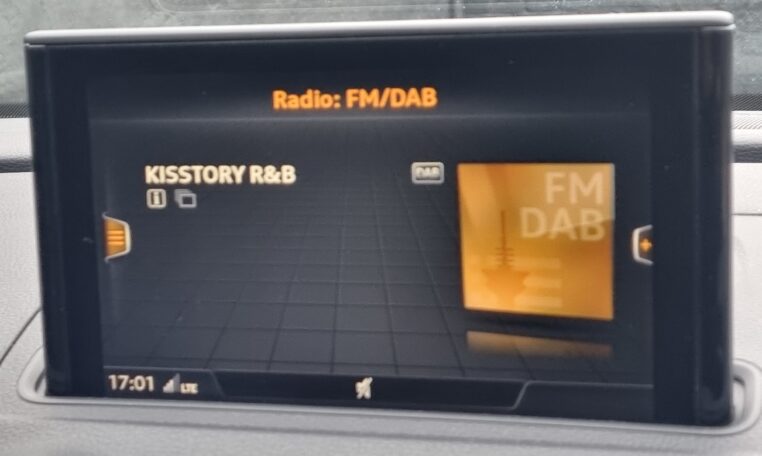 Radio: FM/DAB
KISSTORY R&B
DAB
FM
DAB
17:01 LTE